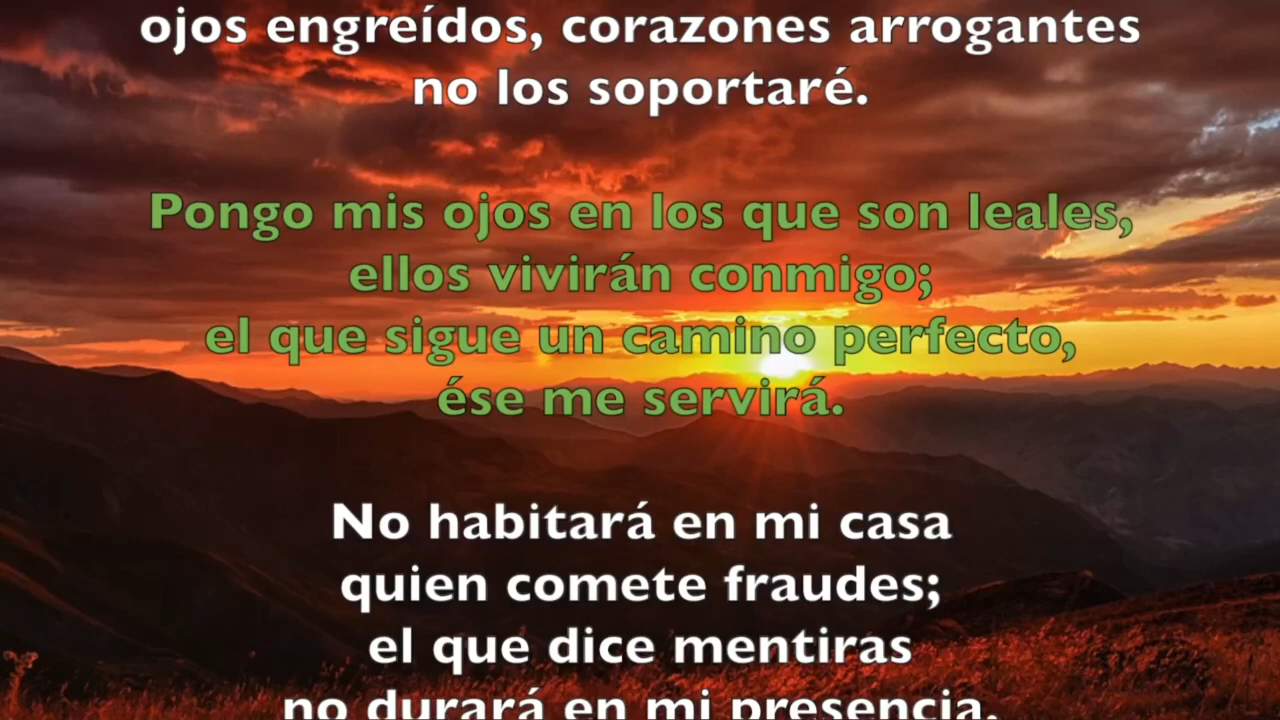 ojos engreídos, corazones arrogantes
no los soportaré.
Pongo mis ojos en los que son leales,
ellos vivirán conmigo;
el que sigue un camino perfecto,
ése me servirá.
No habitará en mi casa
quien comete fraudes;
el que dice mentiras
no durará en mi presencia.